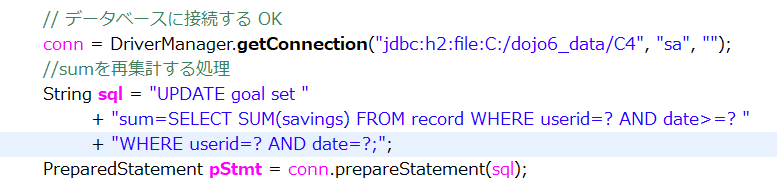 // データベースに接続する OK
conn = DriverManager.getConnection("jdbc:h2:file:C:/dojo6_data/C4", "sa", "");
//sumを再集計する処理
String sql = "UPDATE goal set "
+ "sum=SELECT SUM(savings) FROM record WHERE userid=? AND date>=? "
+ "WHERE userid=? AND date=?;";
PreparedStatement pStmt = conn.prepareStatement(sql);